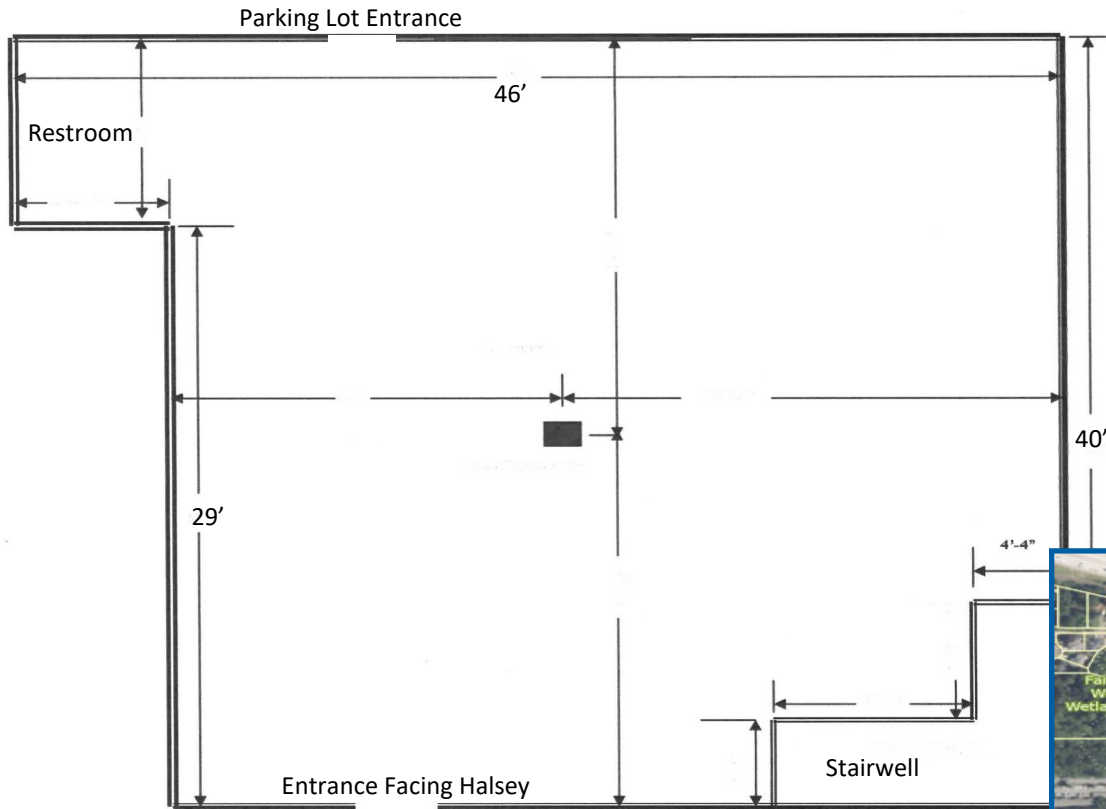 Parking Lot Entrance
46’
Restroom
40’
29’
4’-4”
Stairwell
Entrance Facing Halsey